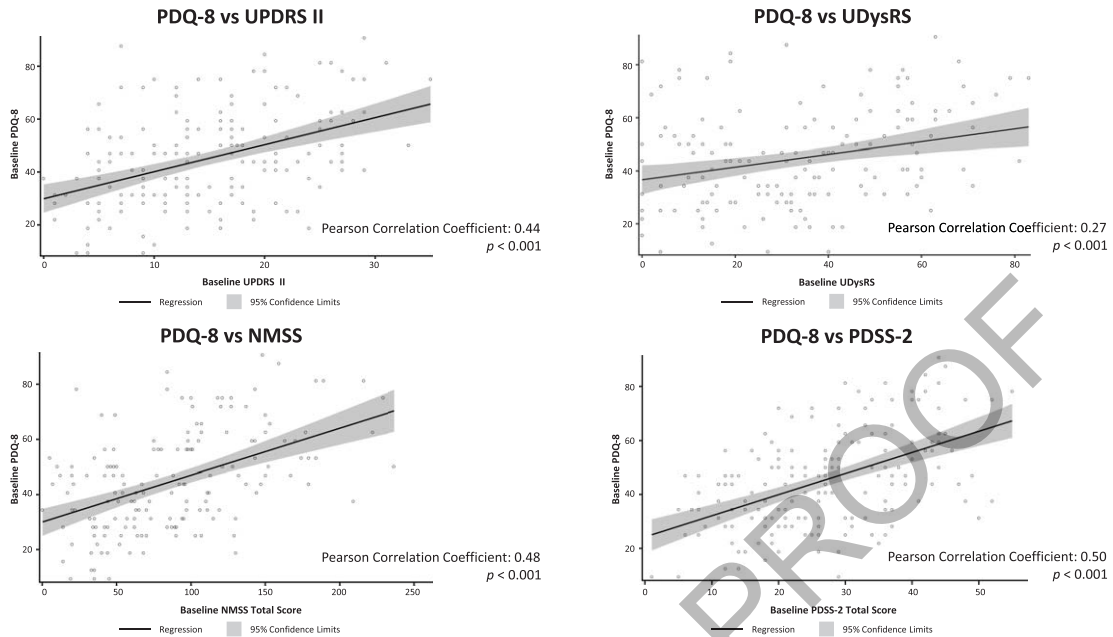 PDQ-8 vs UPDRS II
Baseline PDQ-8
80
60
40
20
0
10
20
30
Pearson Correlation Coefficient: 0.44
p < 0.001
Baseline UPDRS II
Regression
95% Confidence Limits
PDQ-8 vs UDysRS
Baseline PDQ-8
80
60
40
20
0
20
40
60
80
Pearson Correlation Coefficient: 0.27
p < 0.001
Baseline UDysRS
Regression
95% Confidence Limits
PDQ-8 vs NMSS
Baseline PDQ-8
80
60
40
20
0
50
100
150
200
250
Pearson Correlation Coefficient: 0.48
p < 0.001
Baseline NMSS Total Score
Regression
95% Confidence Limits
PDQ-8 vs PDSS-2
Baseline PDQ-8
80
60
40
20
0
10
20
30
40
50
Pearson Correlation Coefficient: 0.50
p < 0.001
Baseline PDSS-2 Total Score
Regression
95% Confidence Limits
PROOF